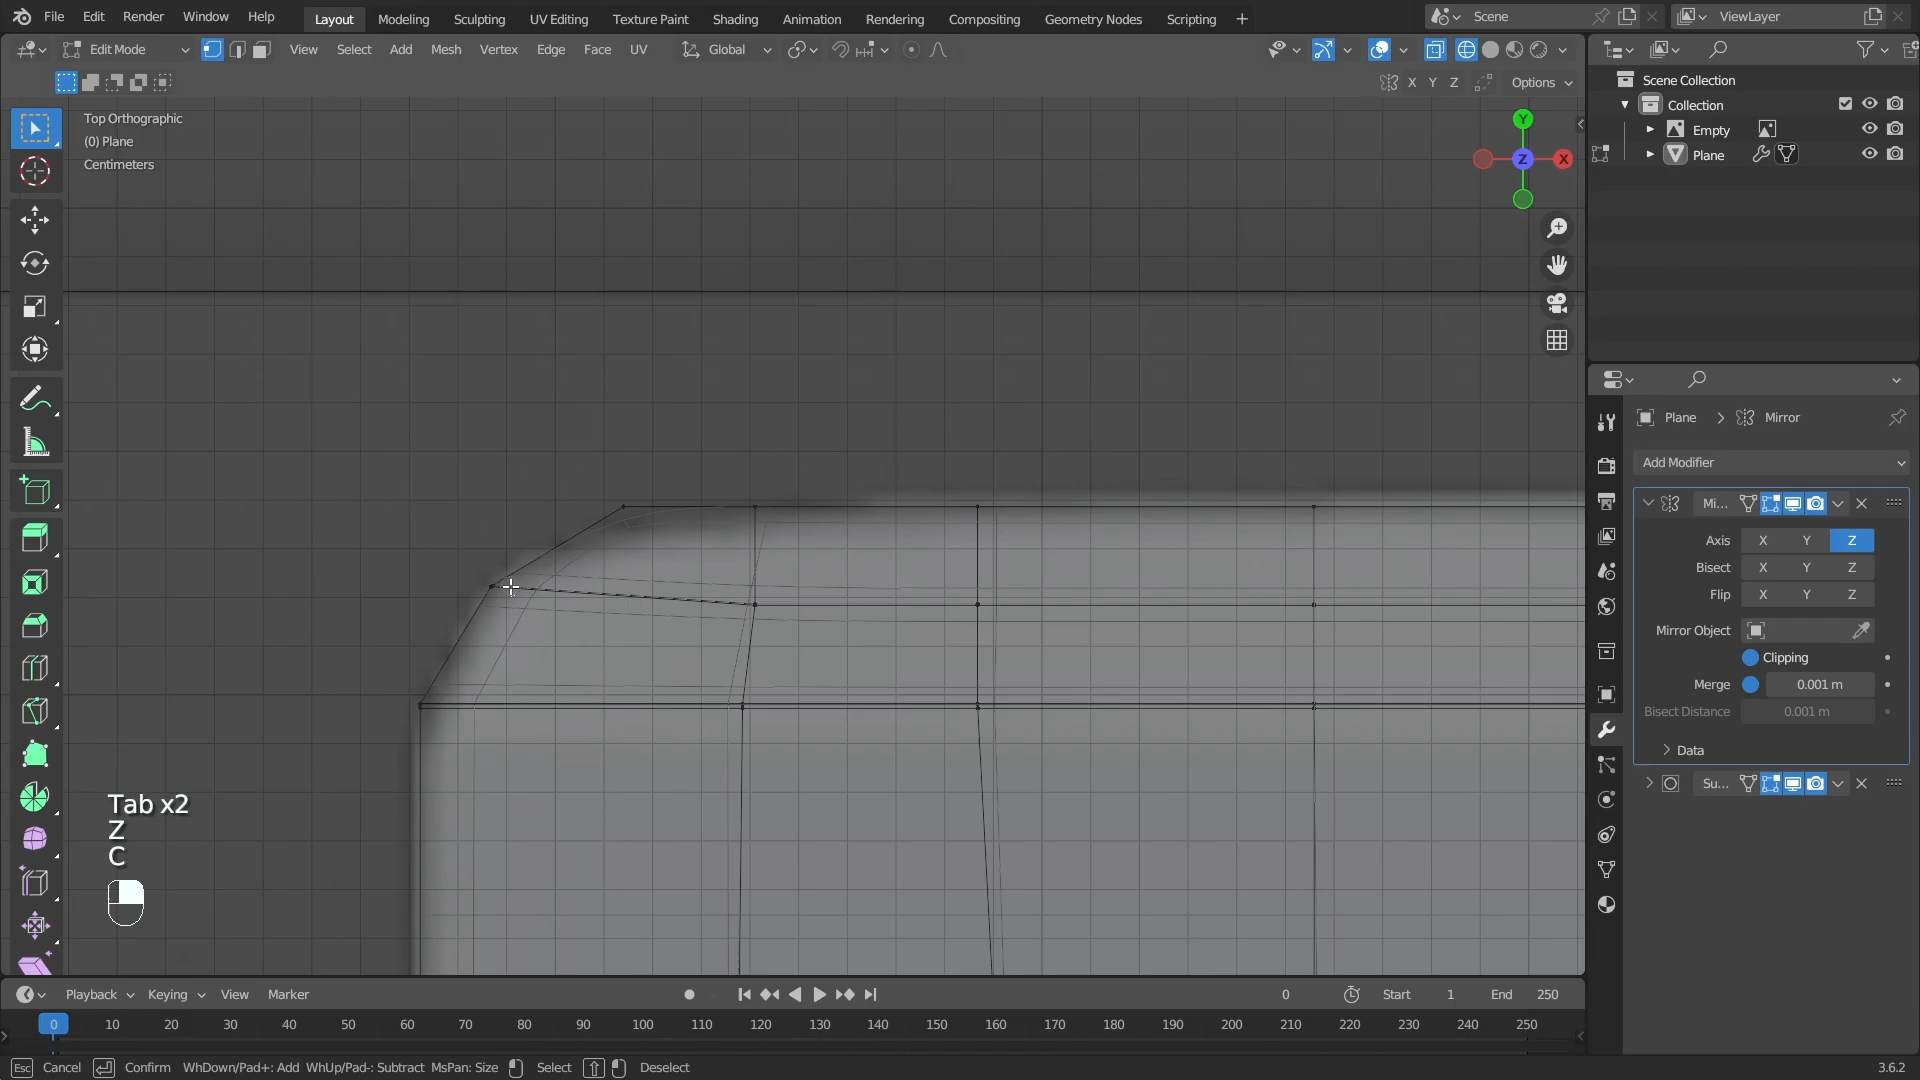 File Edit Render Window Help Layout Modeling Sculpting UV Editing Texture Paint Shading Animation Rendering Compositing Geometry Nodes Scripting + Scene ViewLayer
Edit Mode View Select Add Mesh Vertex Edge Face UV Global
X Y Z Options
Top Orthographic
(0) Plane
Centimeters
Y
Z X
Scene Collection
Collection
Empty
Plane
Plane > Mirror
Add Modifier
Mi...
Axis X Y Z
Bisect X Y Z
Flip X Y Z
Mirror Object
Clipping
Merge 0.001 m
Bisect Distance 0.001 m
Data
Su...
Tab x2
Z
C
Playback Keying View Marker 0 Start 1 End 250
0 10 20 30 40 50 60 70 80 90 100 110 120 130 140 150 160 170 180 190 200 210 220 230 240 250
Esc Cancel Confirm WhDown/Pad+: Add WhUp/Pad-: Subtract MsPan: Size Select Deselect 3.6.2